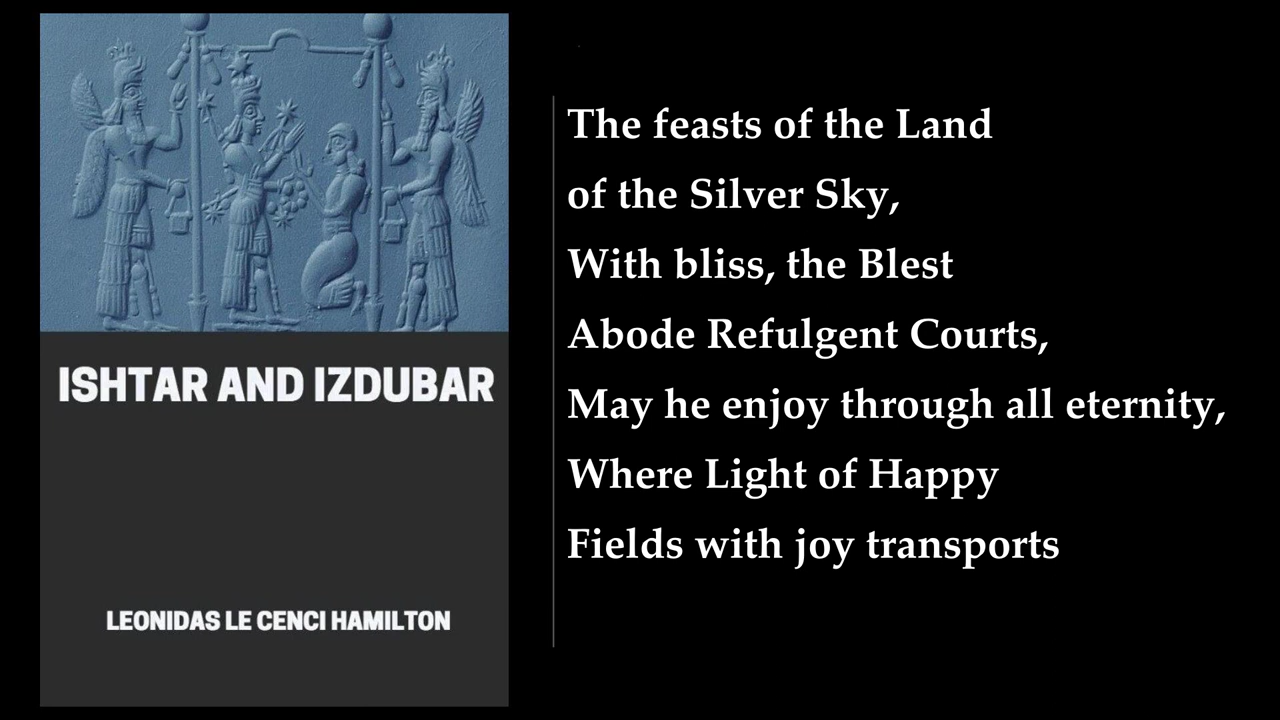 ISHTAR AND IZDUBAR
LEONIDAS LE CENCI HAMILTON
The feasts of the Land
of the Silver Sky,
With bliss, the Blest
Abode Refulgent Courts,
May he enjoy through all eternity,
Where Light of Happy
Fields with joy transports